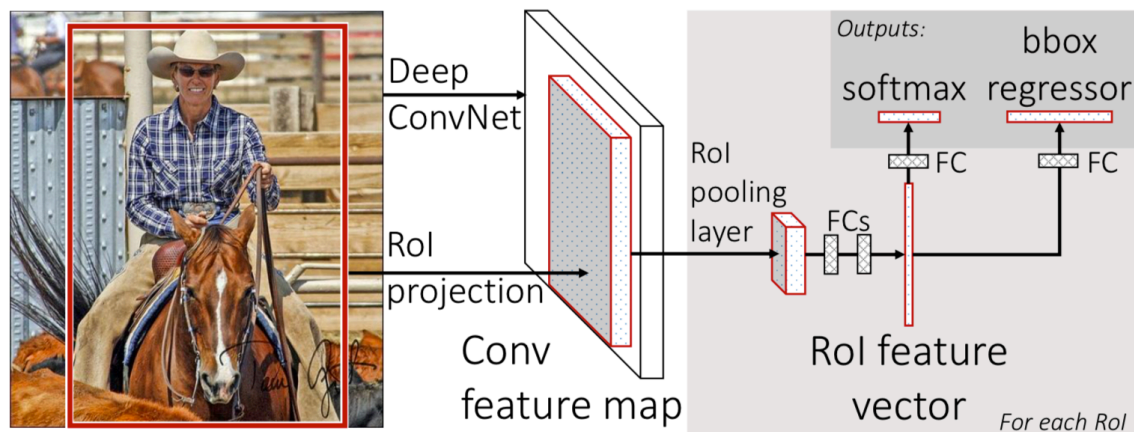 Deep
ConvNet
RoI
projection
Conv
feature map
RoI
pooling
layer
FCs
Outputs:
softmax
bbox
regressor
FC
FC
RoI feature
vector
For each RoI